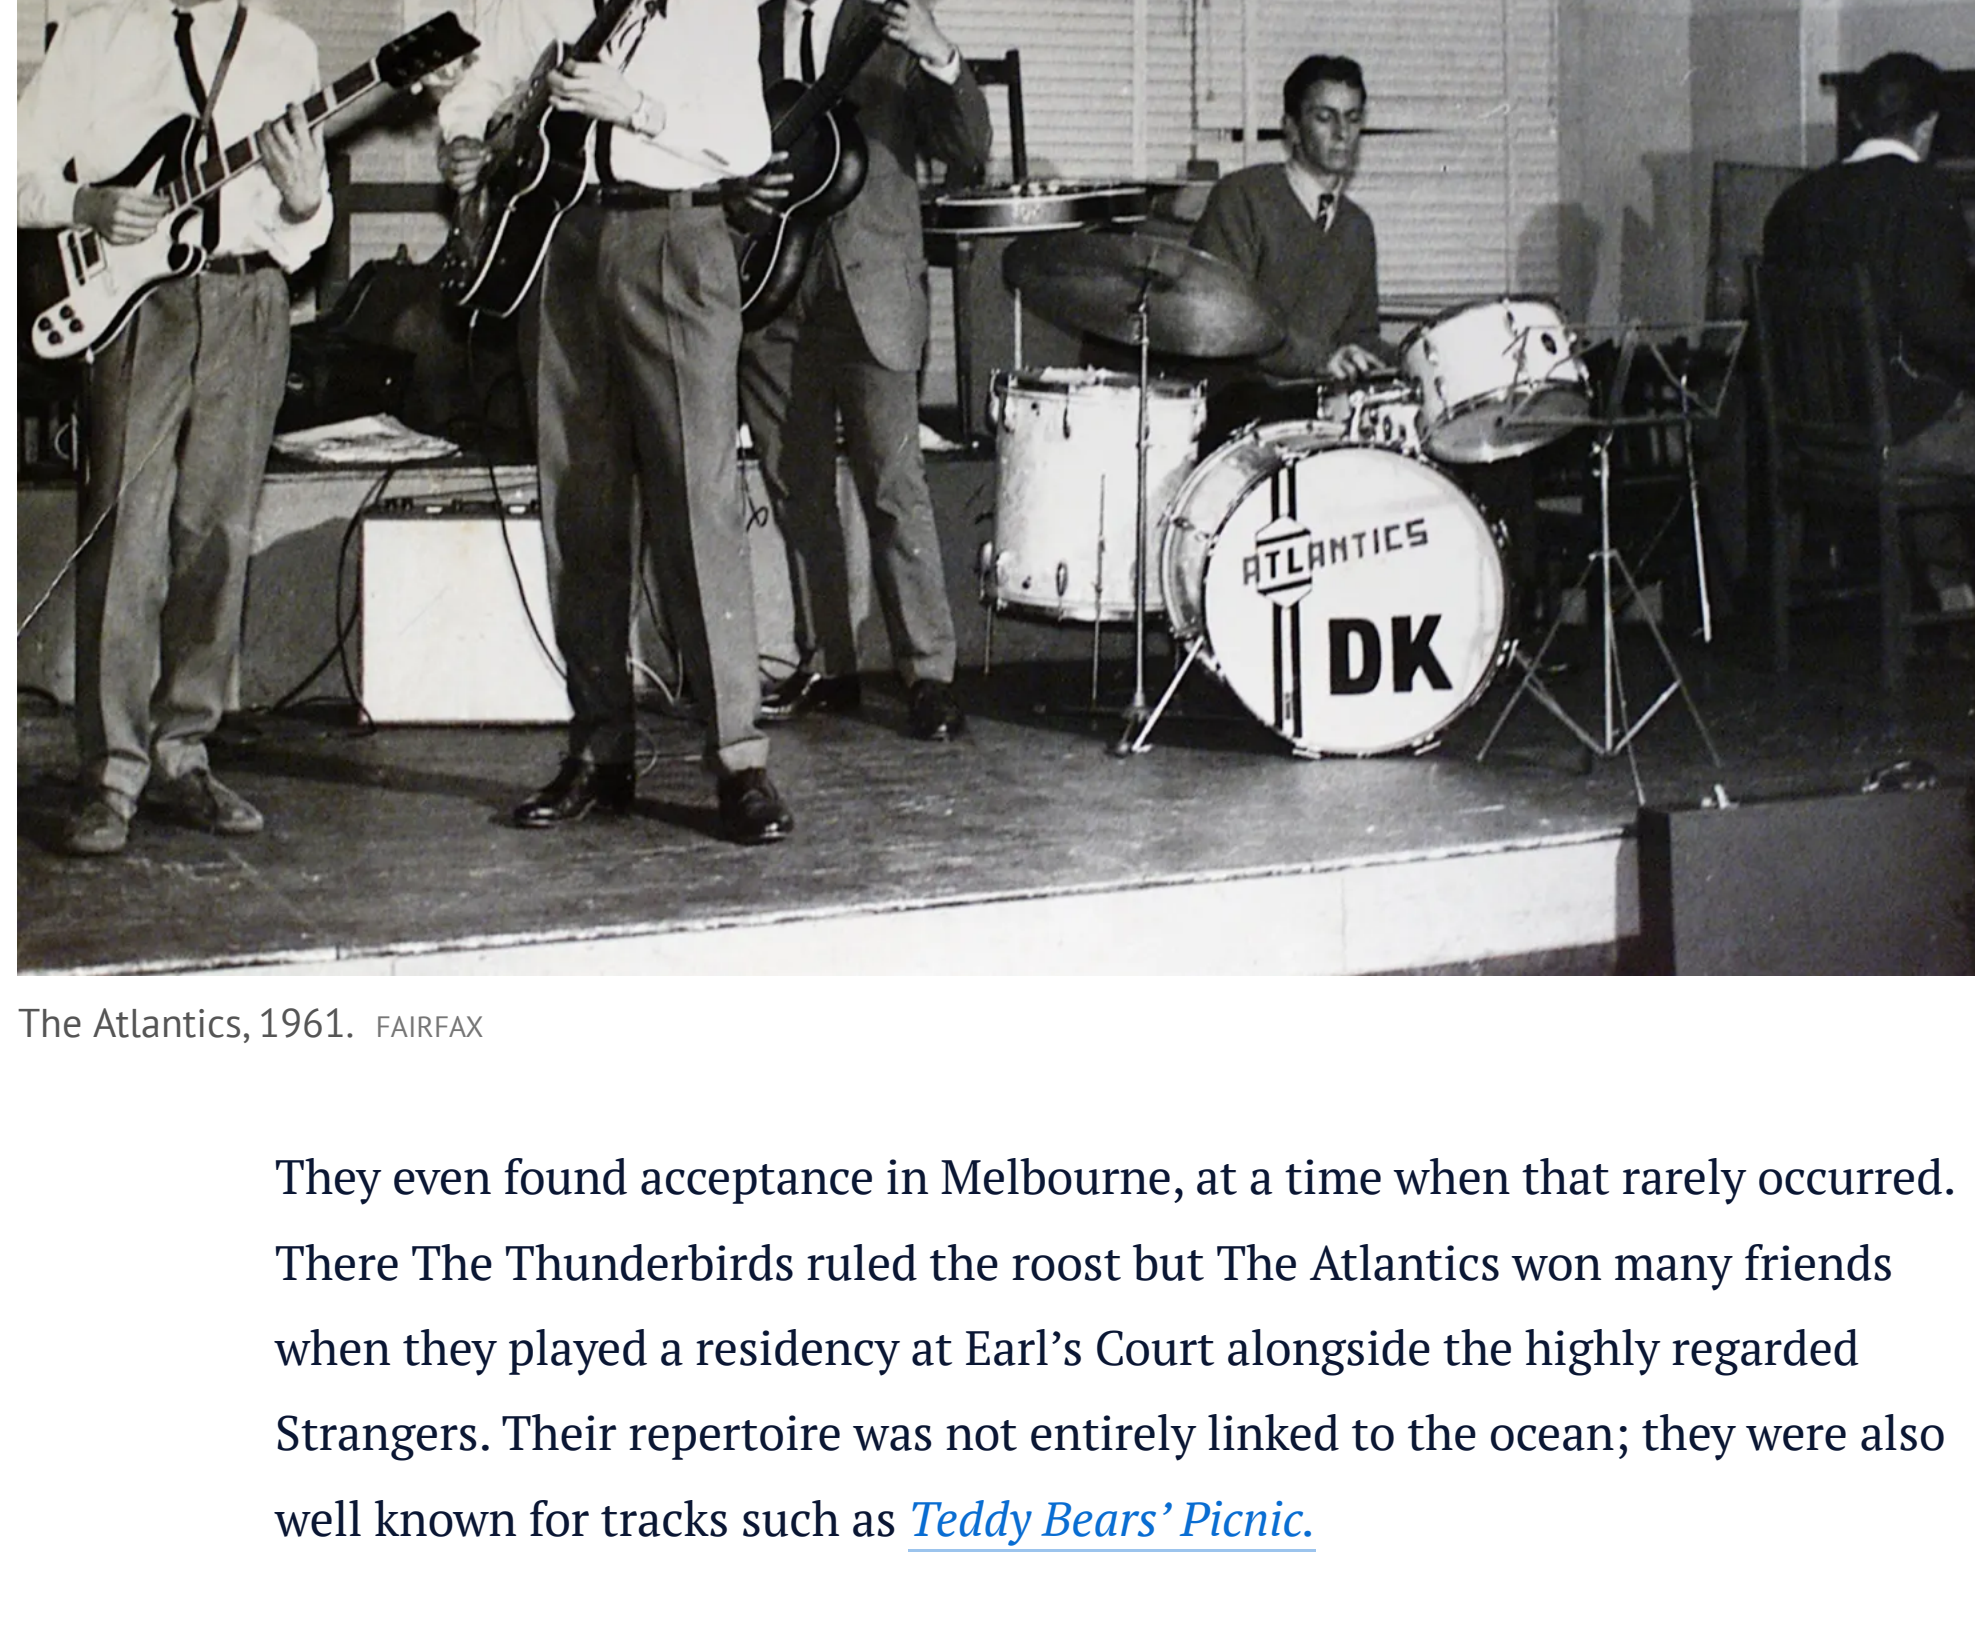 ATLANTICS
DK
The Atlantics, 1961. FAIRFAX
They even found acceptance in Melbourne, at a time when that rarely occurred.
There The Thunderbirds ruled the roost but The Atlantics won many friends
when they played a residency at Earl’s Court alongside the highly regarded
Strangers. Their repertoire was not entirely linked to the ocean; they were also
well known for tracks such as Teddy Bears’ Picnic.